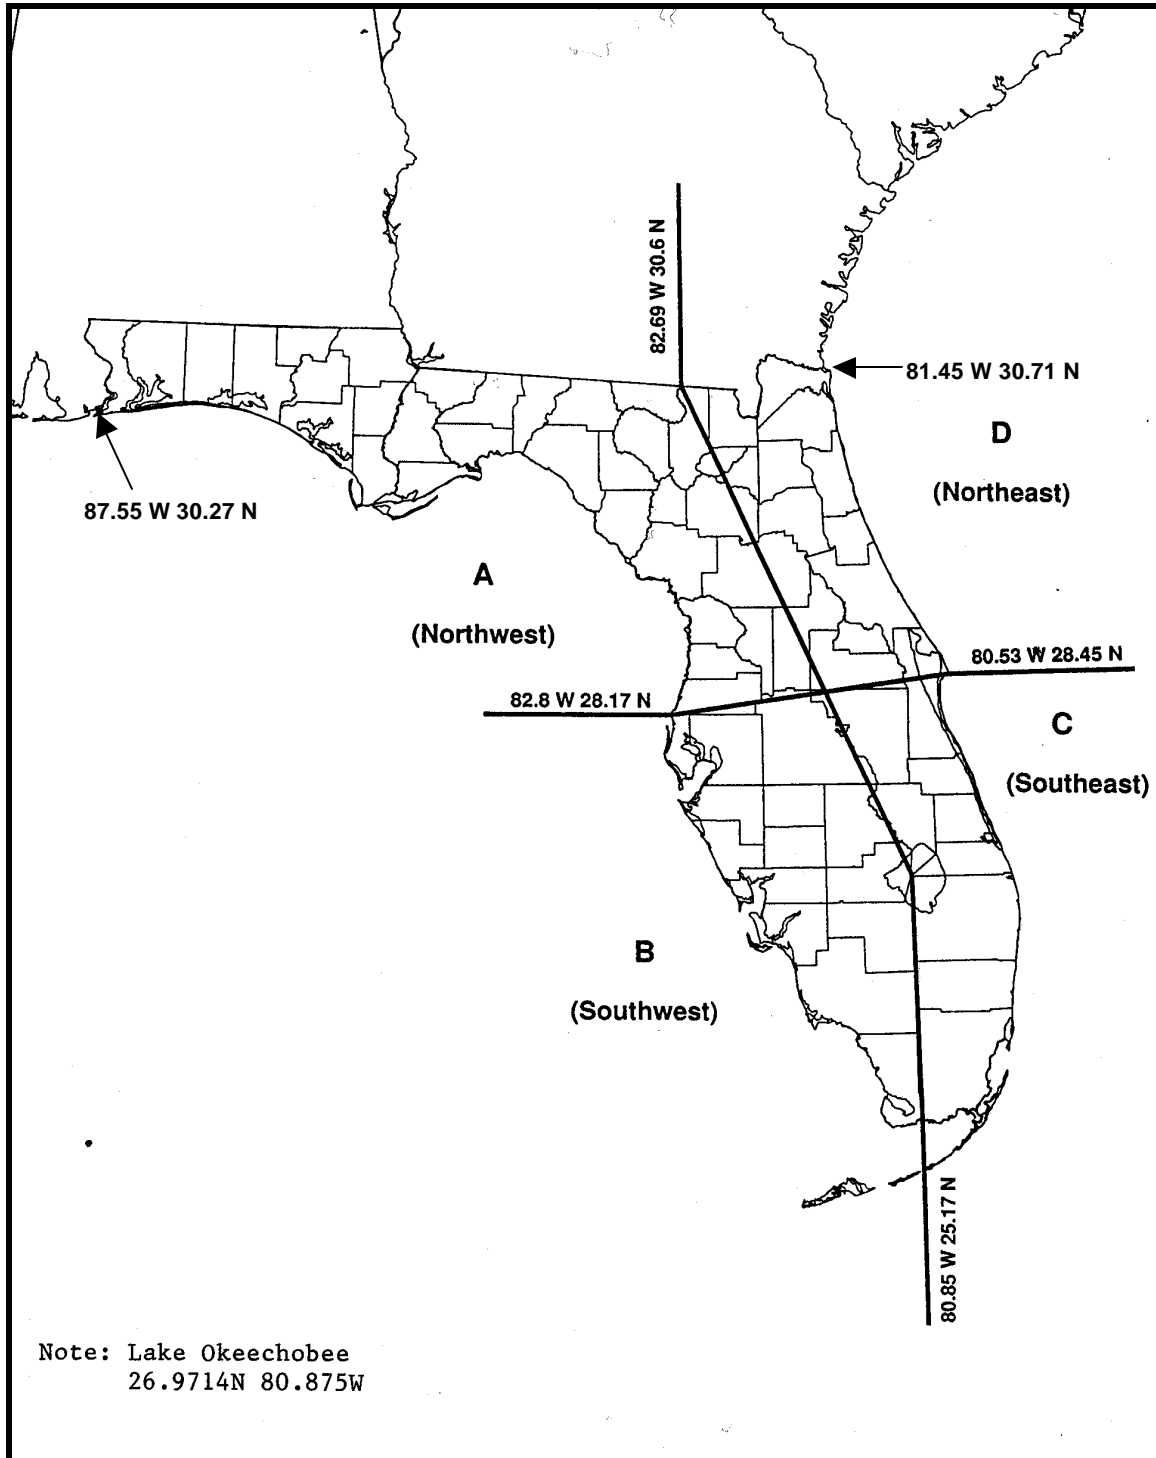 82.69 W 30.6 N
81.45 W 30.71 N
D
(Northeast)
87.55 W 30.27 N
A
(Northwest)
80.53 W 28.45 N
82.8 W 28.17 N
C
(Southeast)
B
(Southwest)
80.85 W 25.17 N
Note: Lake Okeechobee
26.9714N 80.875W